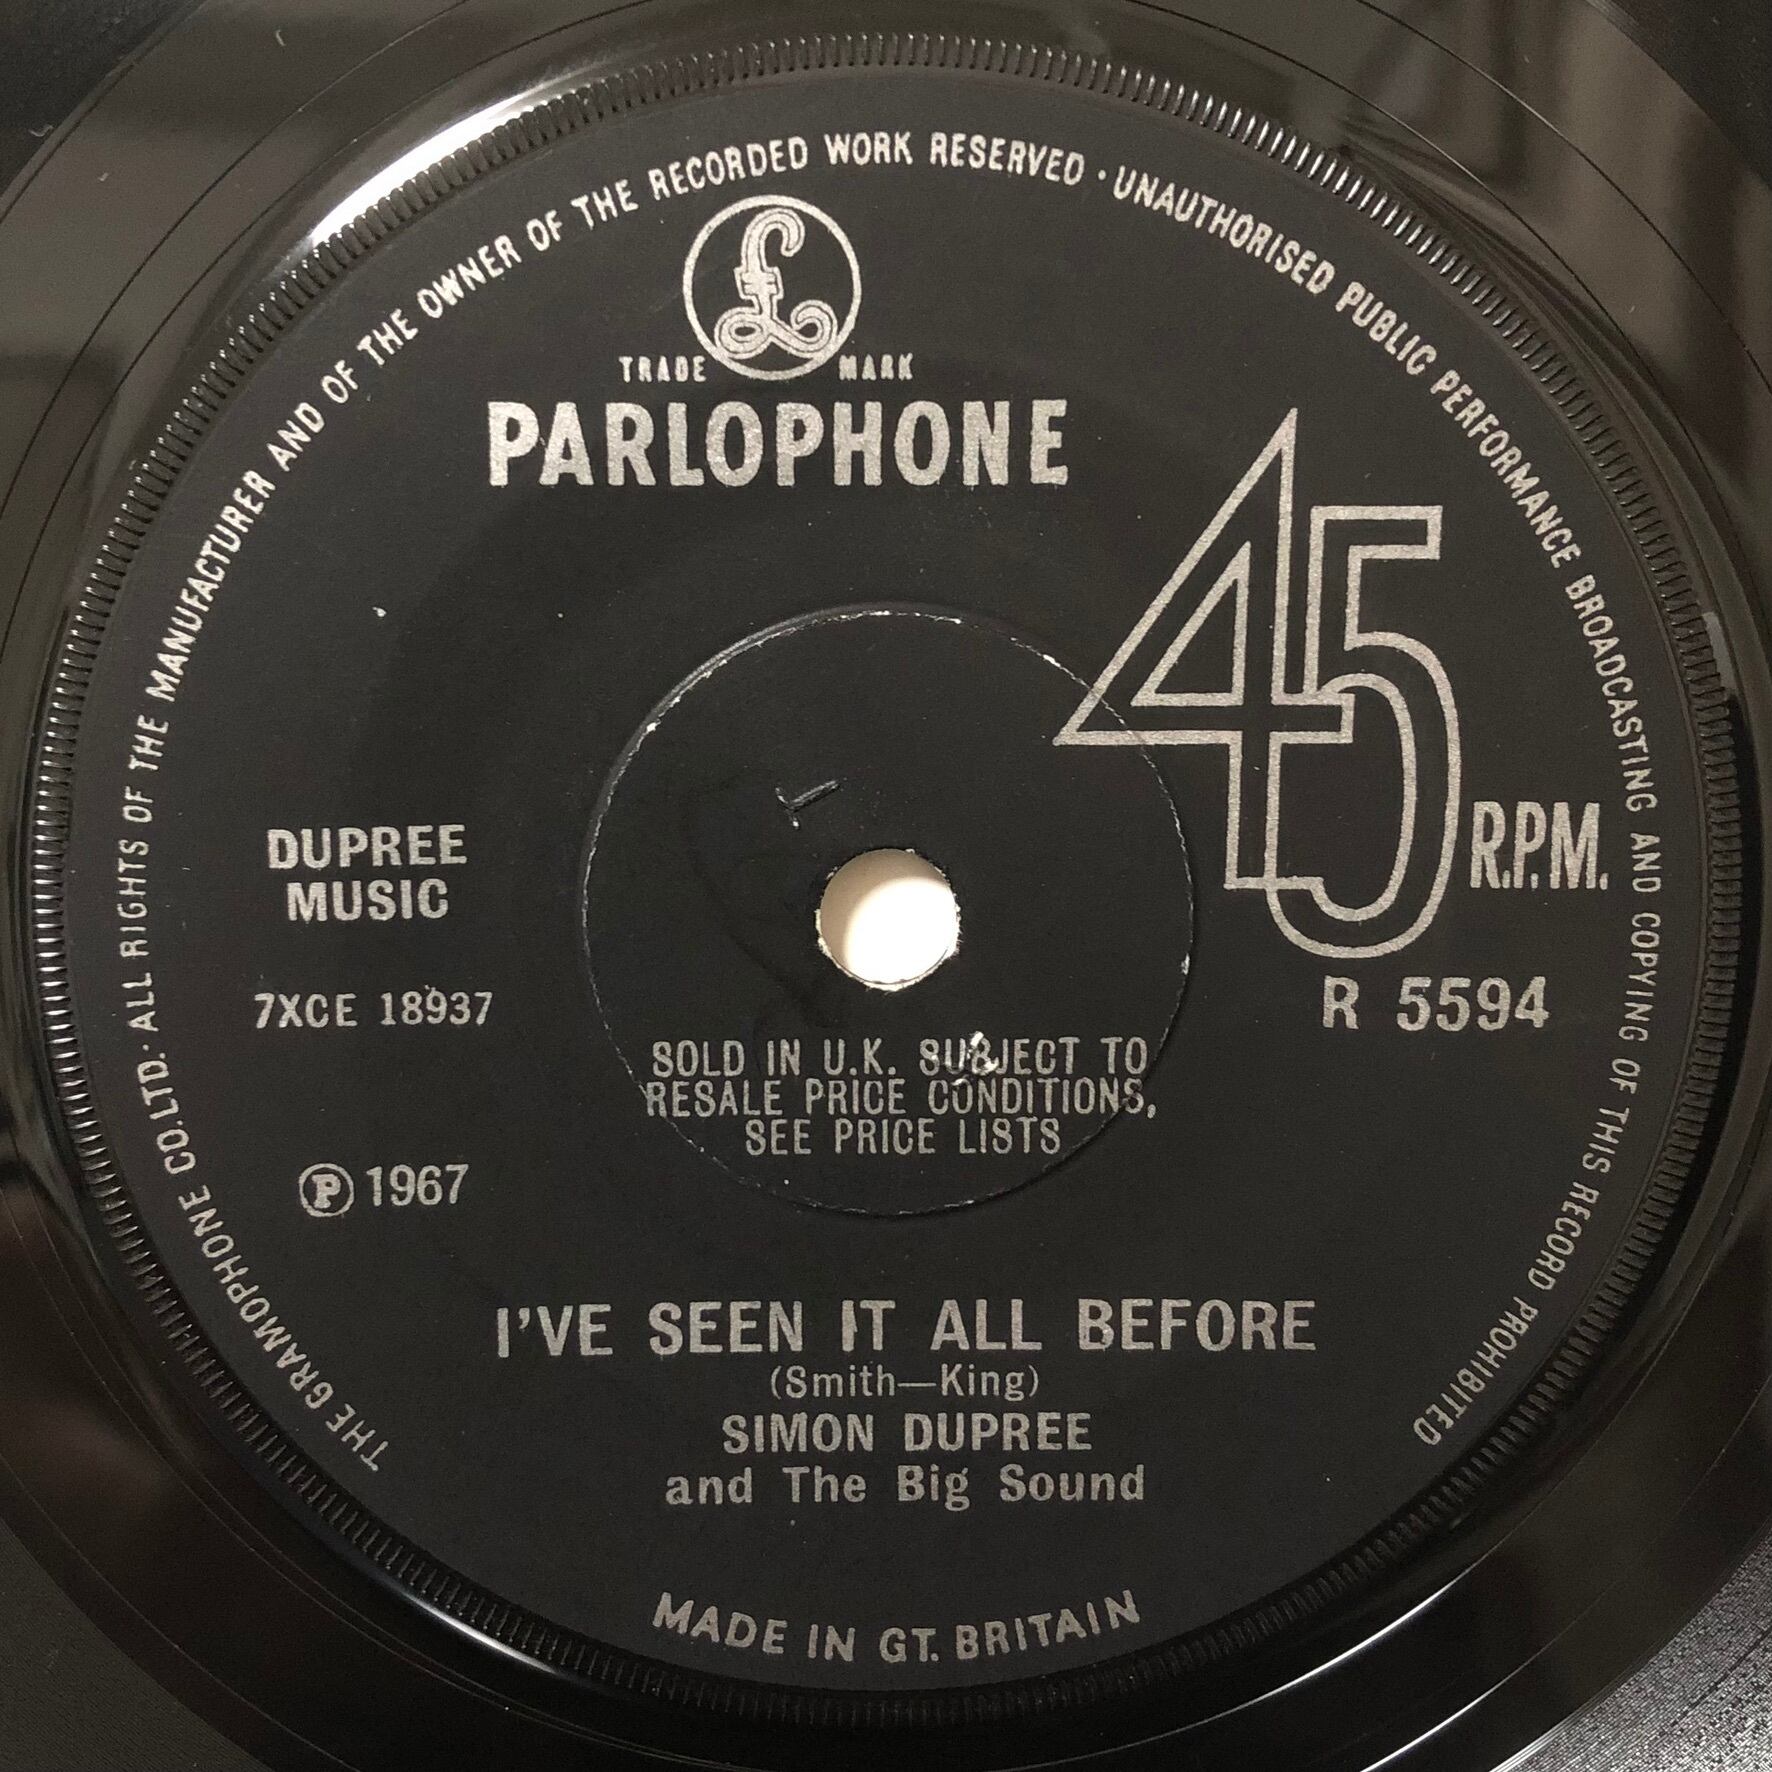 THE GRAMOPHONE CO. LTD. · ALL RIGHTS OF THE MANUFACTURER AND OF THE OWNER OF THE RECORDED WORK RESERVED · UNAUTHORISED PUBLIC PERFORMANCE BROADCASTING AND COPYING OF THIS RECORD PROHIBITED
£
TRADE MARK
PARLOPHONE
45 R.P.M.
DUPREE
MUSIC
7XCE 18937
R 5594
SOLD IN U.K. SUBJECT TO
RESALE PRICE CONDITIONS,
SEE PRICE LISTS
Ⓟ 1967
I'VE SEEN IT ALL BEFORE
(Smith—King)
SIMON DUPREE
and The Big Sound
MADE IN GT. BRITAIN